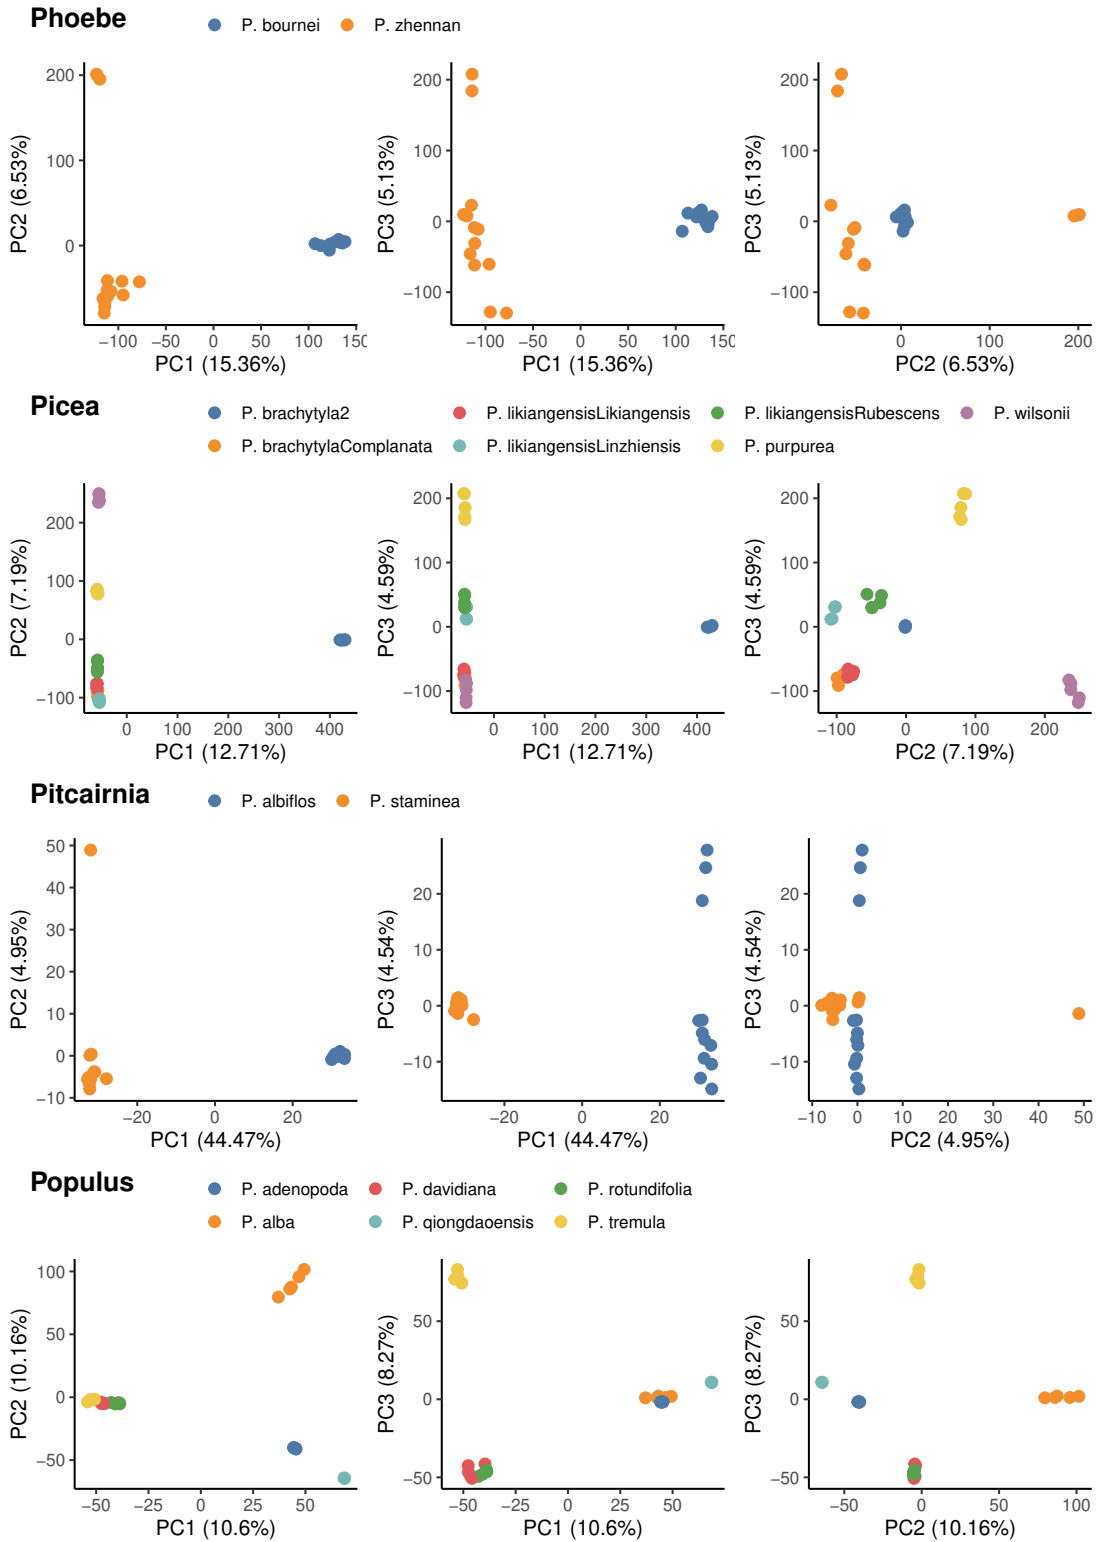 Phoebe
P. bournei P. zhennan
PC2 (6.53%)
200
100
0
−100 −50 0 50 100 150
PC1 (15.36%)
PC3 (5.13%)
200
100
0
−100
−100 −50 0 50 100 150
PC1 (15.36%)
PC3 (5.13%)
200
100
0
−100
0 100 200
PC2 (6.53%)
Picea
P. brachytyla2 P. likiangensisLikiangensis P. likiangensisRubescens P. wilsonii
P. brachytylaComplanata P. likiangensisLinzhiensis P. purpurea
PC2 (7.19%)
200
100
0
−100
0 100 200 300 400
PC1 (12.71%)
PC3 (4.59%)
200
100
0
−100
0 100 200 300 400
PC1 (12.71%)
PC3 (4.59%)
200
100
0
−100
−100 0 100 200
PC2 (7.19%)
Pitcairnia
P. albiflos P. staminea
PC2 (4.95%)
50
40
30
20
10
0
−10
−20 0 20
PC1 (44.47%)
PC3 (4.54%)
20
10
0
−10
−20 0 20
PC1 (44.47%)
PC3 (4.54%)
20
10
0
−10
−10 0 10 20 30 40 50
PC2 (4.95%)
Populus
P. adenopoda P. davidiana P. rotundifolia
P. alba P. qiongdaoensis P. tremula
PC2 (10.16%)
100
50
0
−50
−50 −25 0 25 50
PC1 (10.6%)
PC3 (8.27%)
50
0
−50
−50 −25 0 25 50
PC1 (10.6%)
PC3 (8.27%)
50
0
−50
−50 0 50 100
PC2 (10.16%)